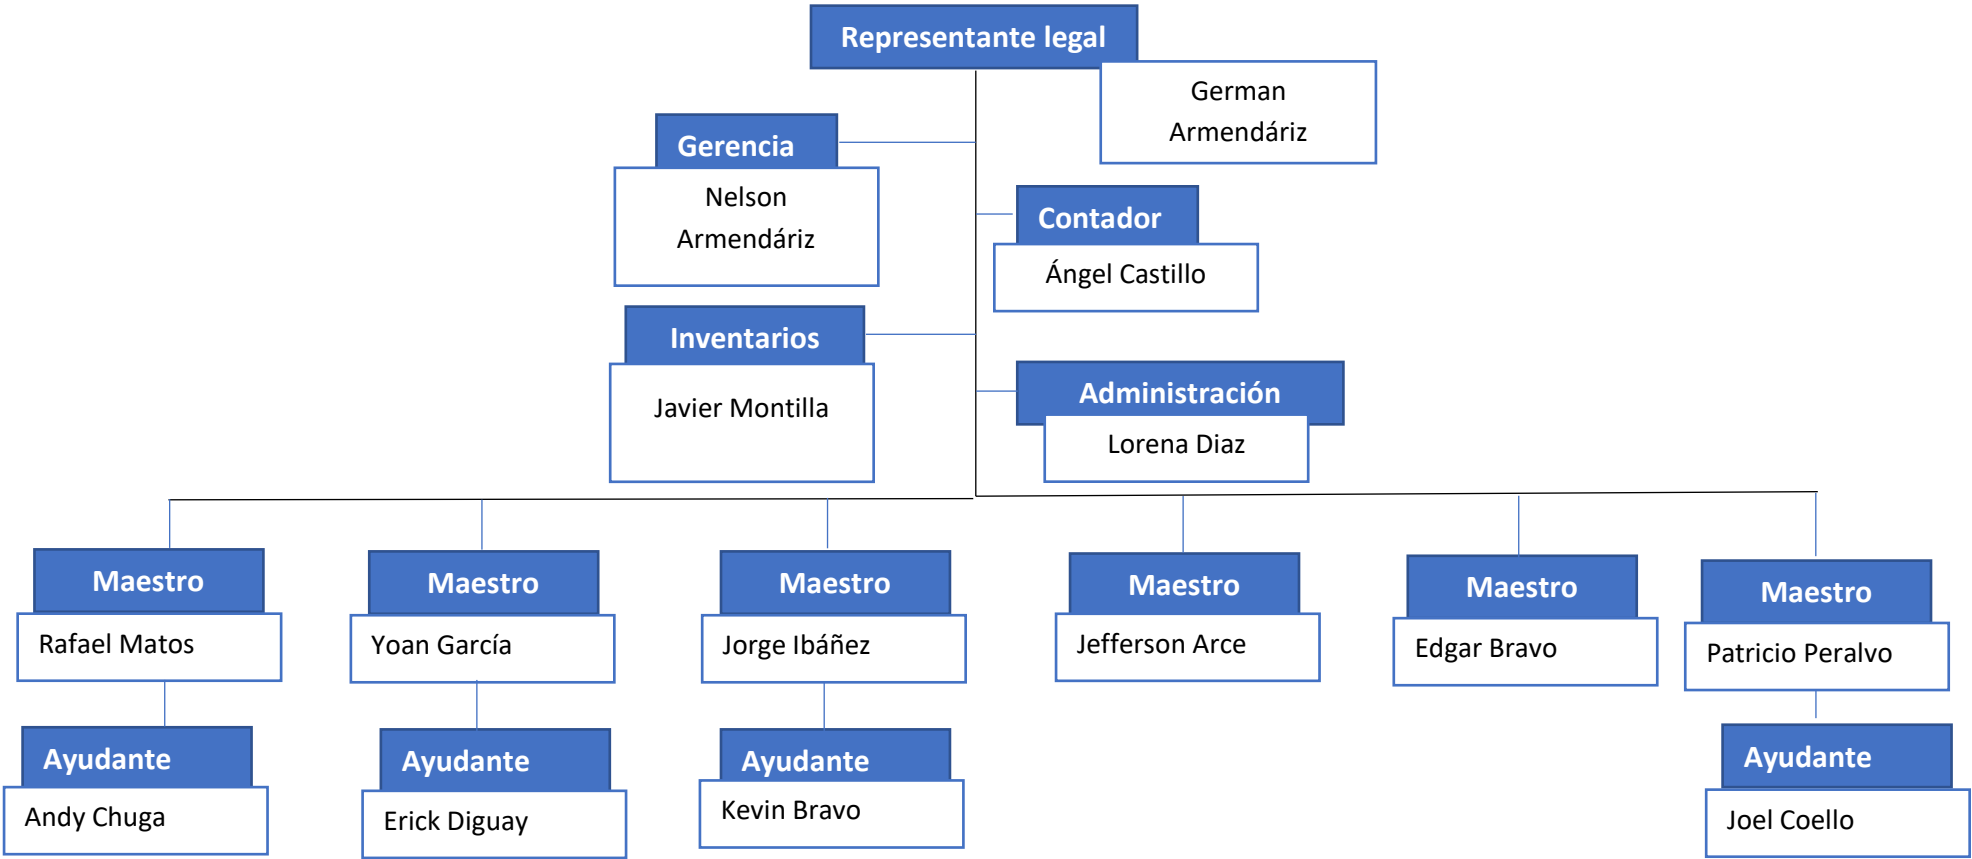 Representante legal
German
Armendáriz
Gerencia
Nelson
Armendáriz
Contador
Ángel Castillo
Inventarios
Javier Montilla
Administración
Lorena Diaz
Maestro
Rafael Matos
Maestro
Yoan García
Maestro
Jorge Ibáñez
Maestro
Jefferson Arce
Maestro
Edgar Bravo
Maestro
Patricio Peralvo
Ayudante
Andy Chuga
Ayudante
Erick Diguay
Ayudante
Kevin Bravo
Ayudante
Joel Coello